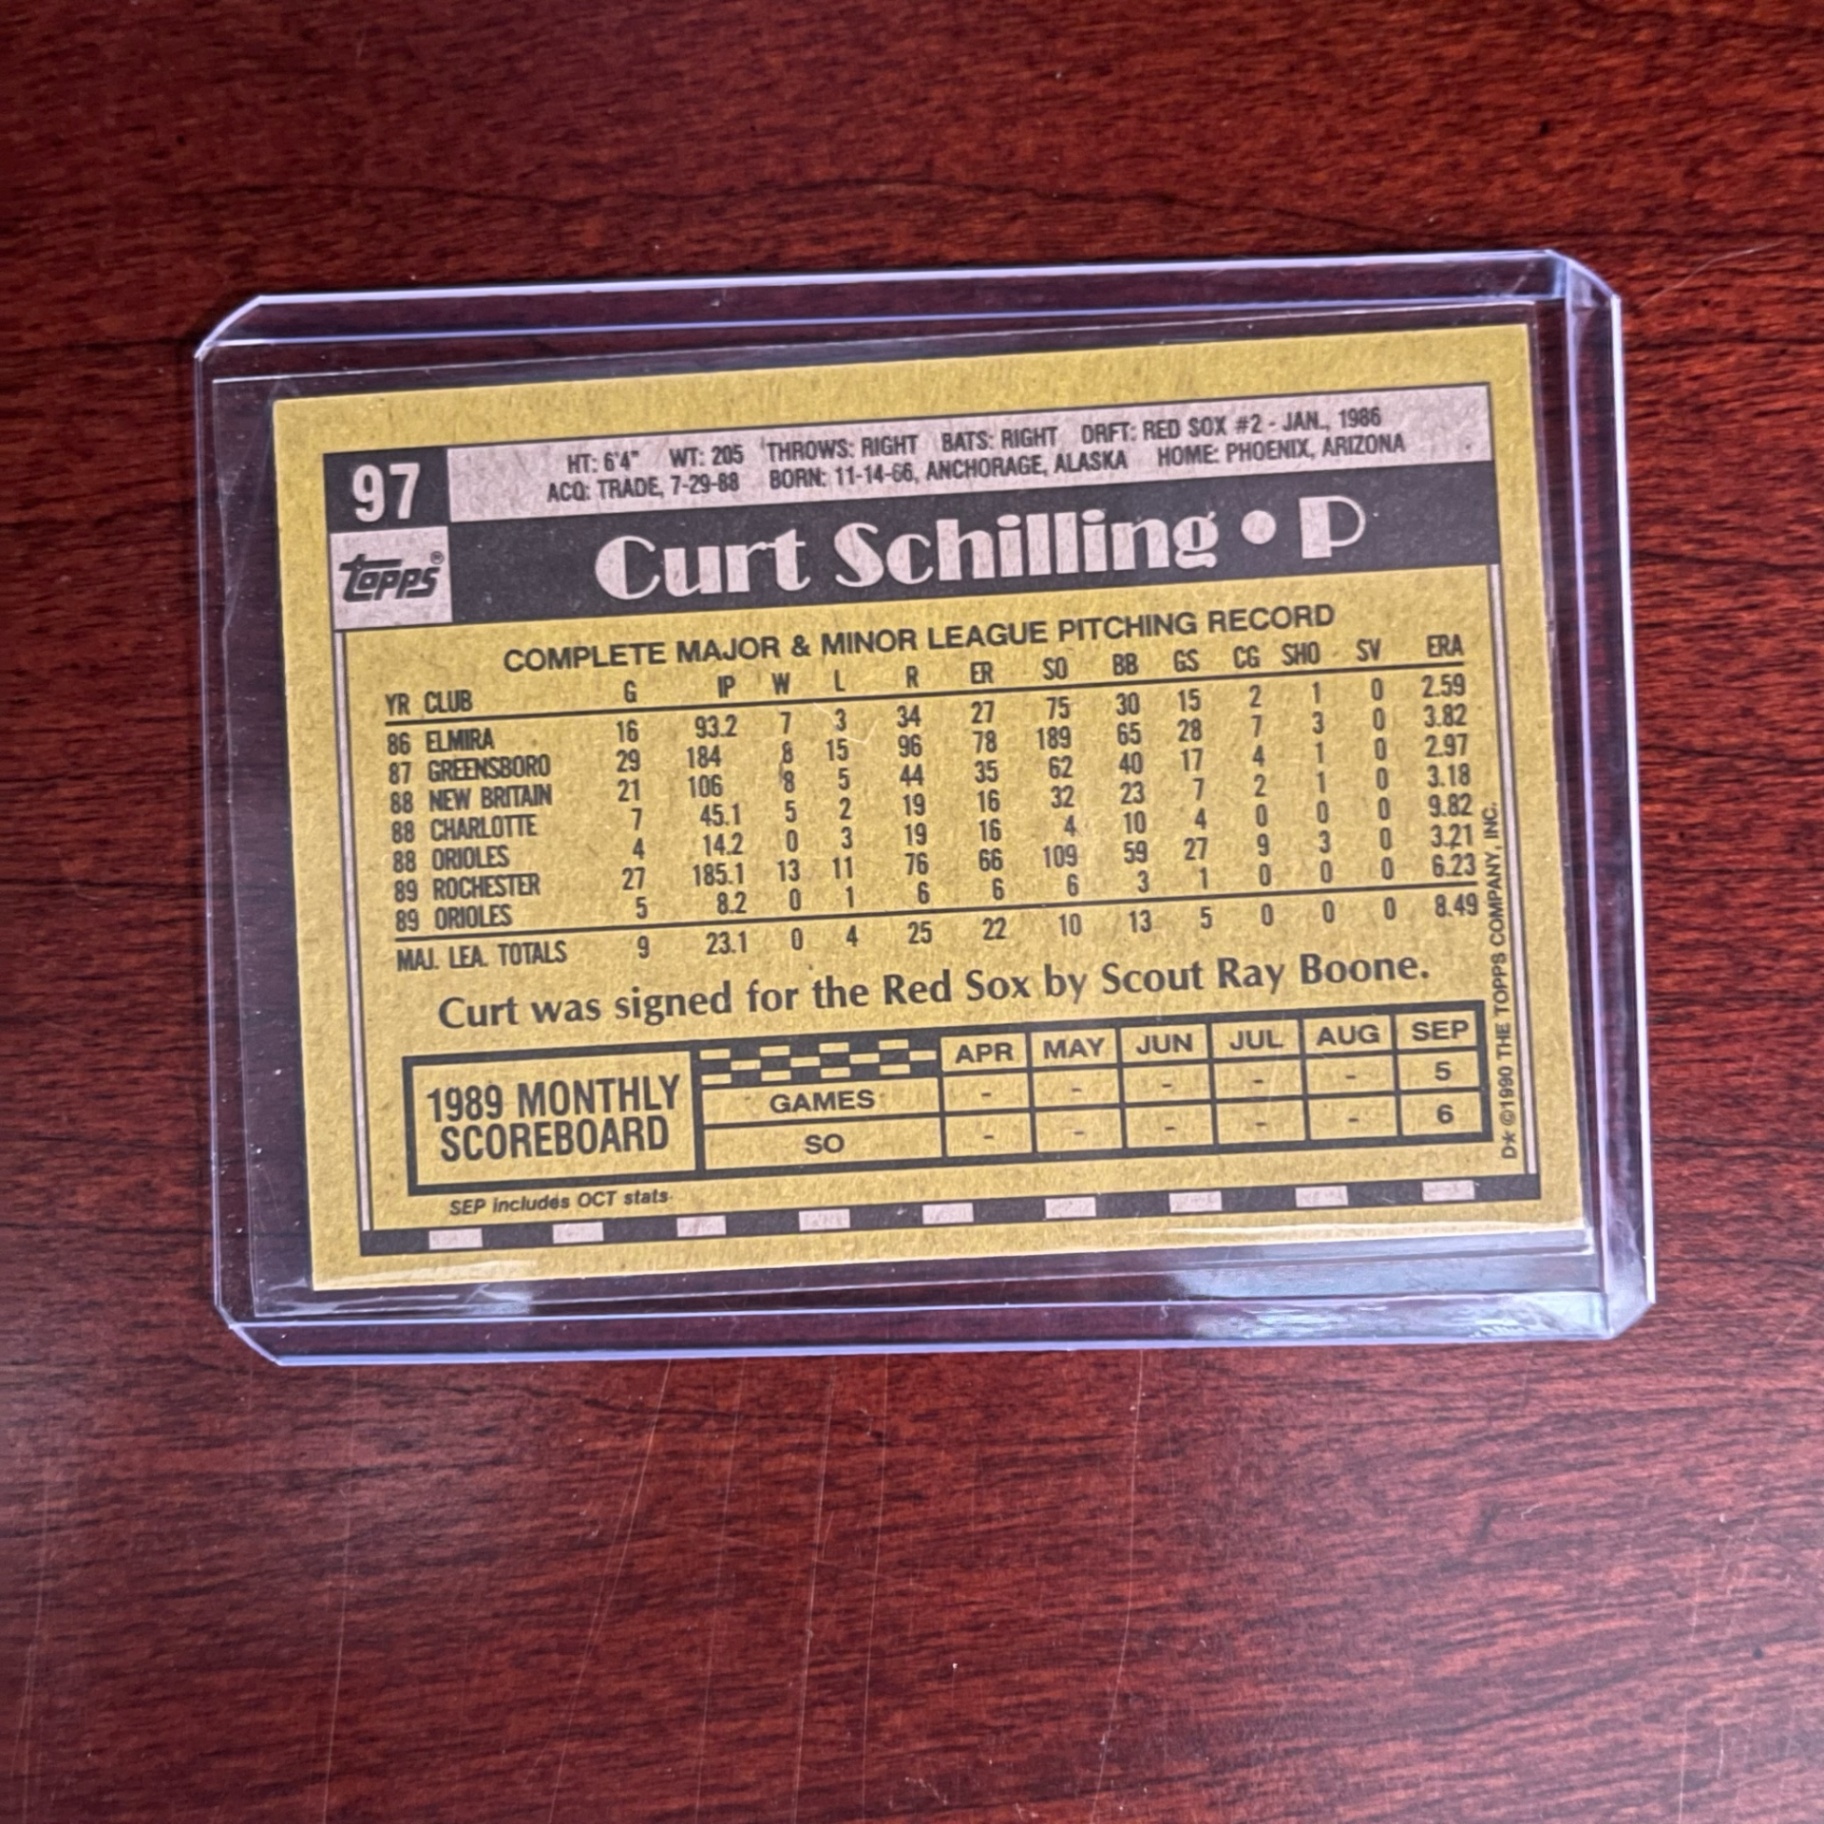 97
HT: 6'4" WT: 205 THROWS: RIGHT BATS: RIGHT DRFT: RED SOX #2 - JAN., 1986
ACQ: TRADE, 7-29-88 BORN: 11-14-66, ANCHORAGE, ALASKA HOME: PHOENIX, ARIZONA
Topps®
Curt Schilling • P
COMPLETE MAJOR & MINOR LEAGUE PITCHING RECORD
YR CLUB G IP W L R ER SO BB GS CG SHO SV ERA
86 ELMIRA 16 93.2 7 3 34 27 75 30 15 2 1 0 2.59
87 GREENSBORO 29 184 8 15 96 78 189 65 28 7 3 0 3.82
88 NEW BRITAIN 21 106 8 5 44 35 62 40 17 4 1 0 2.97
88 CHARLOTTE 7 45.1 5 2 19 16 32 23 7 2 1 0 3.18
88 ORIOLES 4 14.2 0 3 19 16 4 10 4 0 0 0 9.82
89 ROCHESTER 27 185.1 13 11 76 66 109 59 27 9 3 0 3.21
89 ORIOLES 5 8.2 0 1 6 6 6 3 1 0 0 0 6.23
MAJ. LEA. TOTALS 9 23.1 0 4 25 22 10 13 5 0 0 0 8.49
Curt was signed for the Red Sox by Scout Ray Boone.
1989 MONTHLY
SCOREBOARD
APR MAY JUN JUL AUG SEP
GAMES - - - - - 5
SO - - - - - 6
SEP includes OCT stats
D* ©1990 THE TOPPS COMPANY, INC.